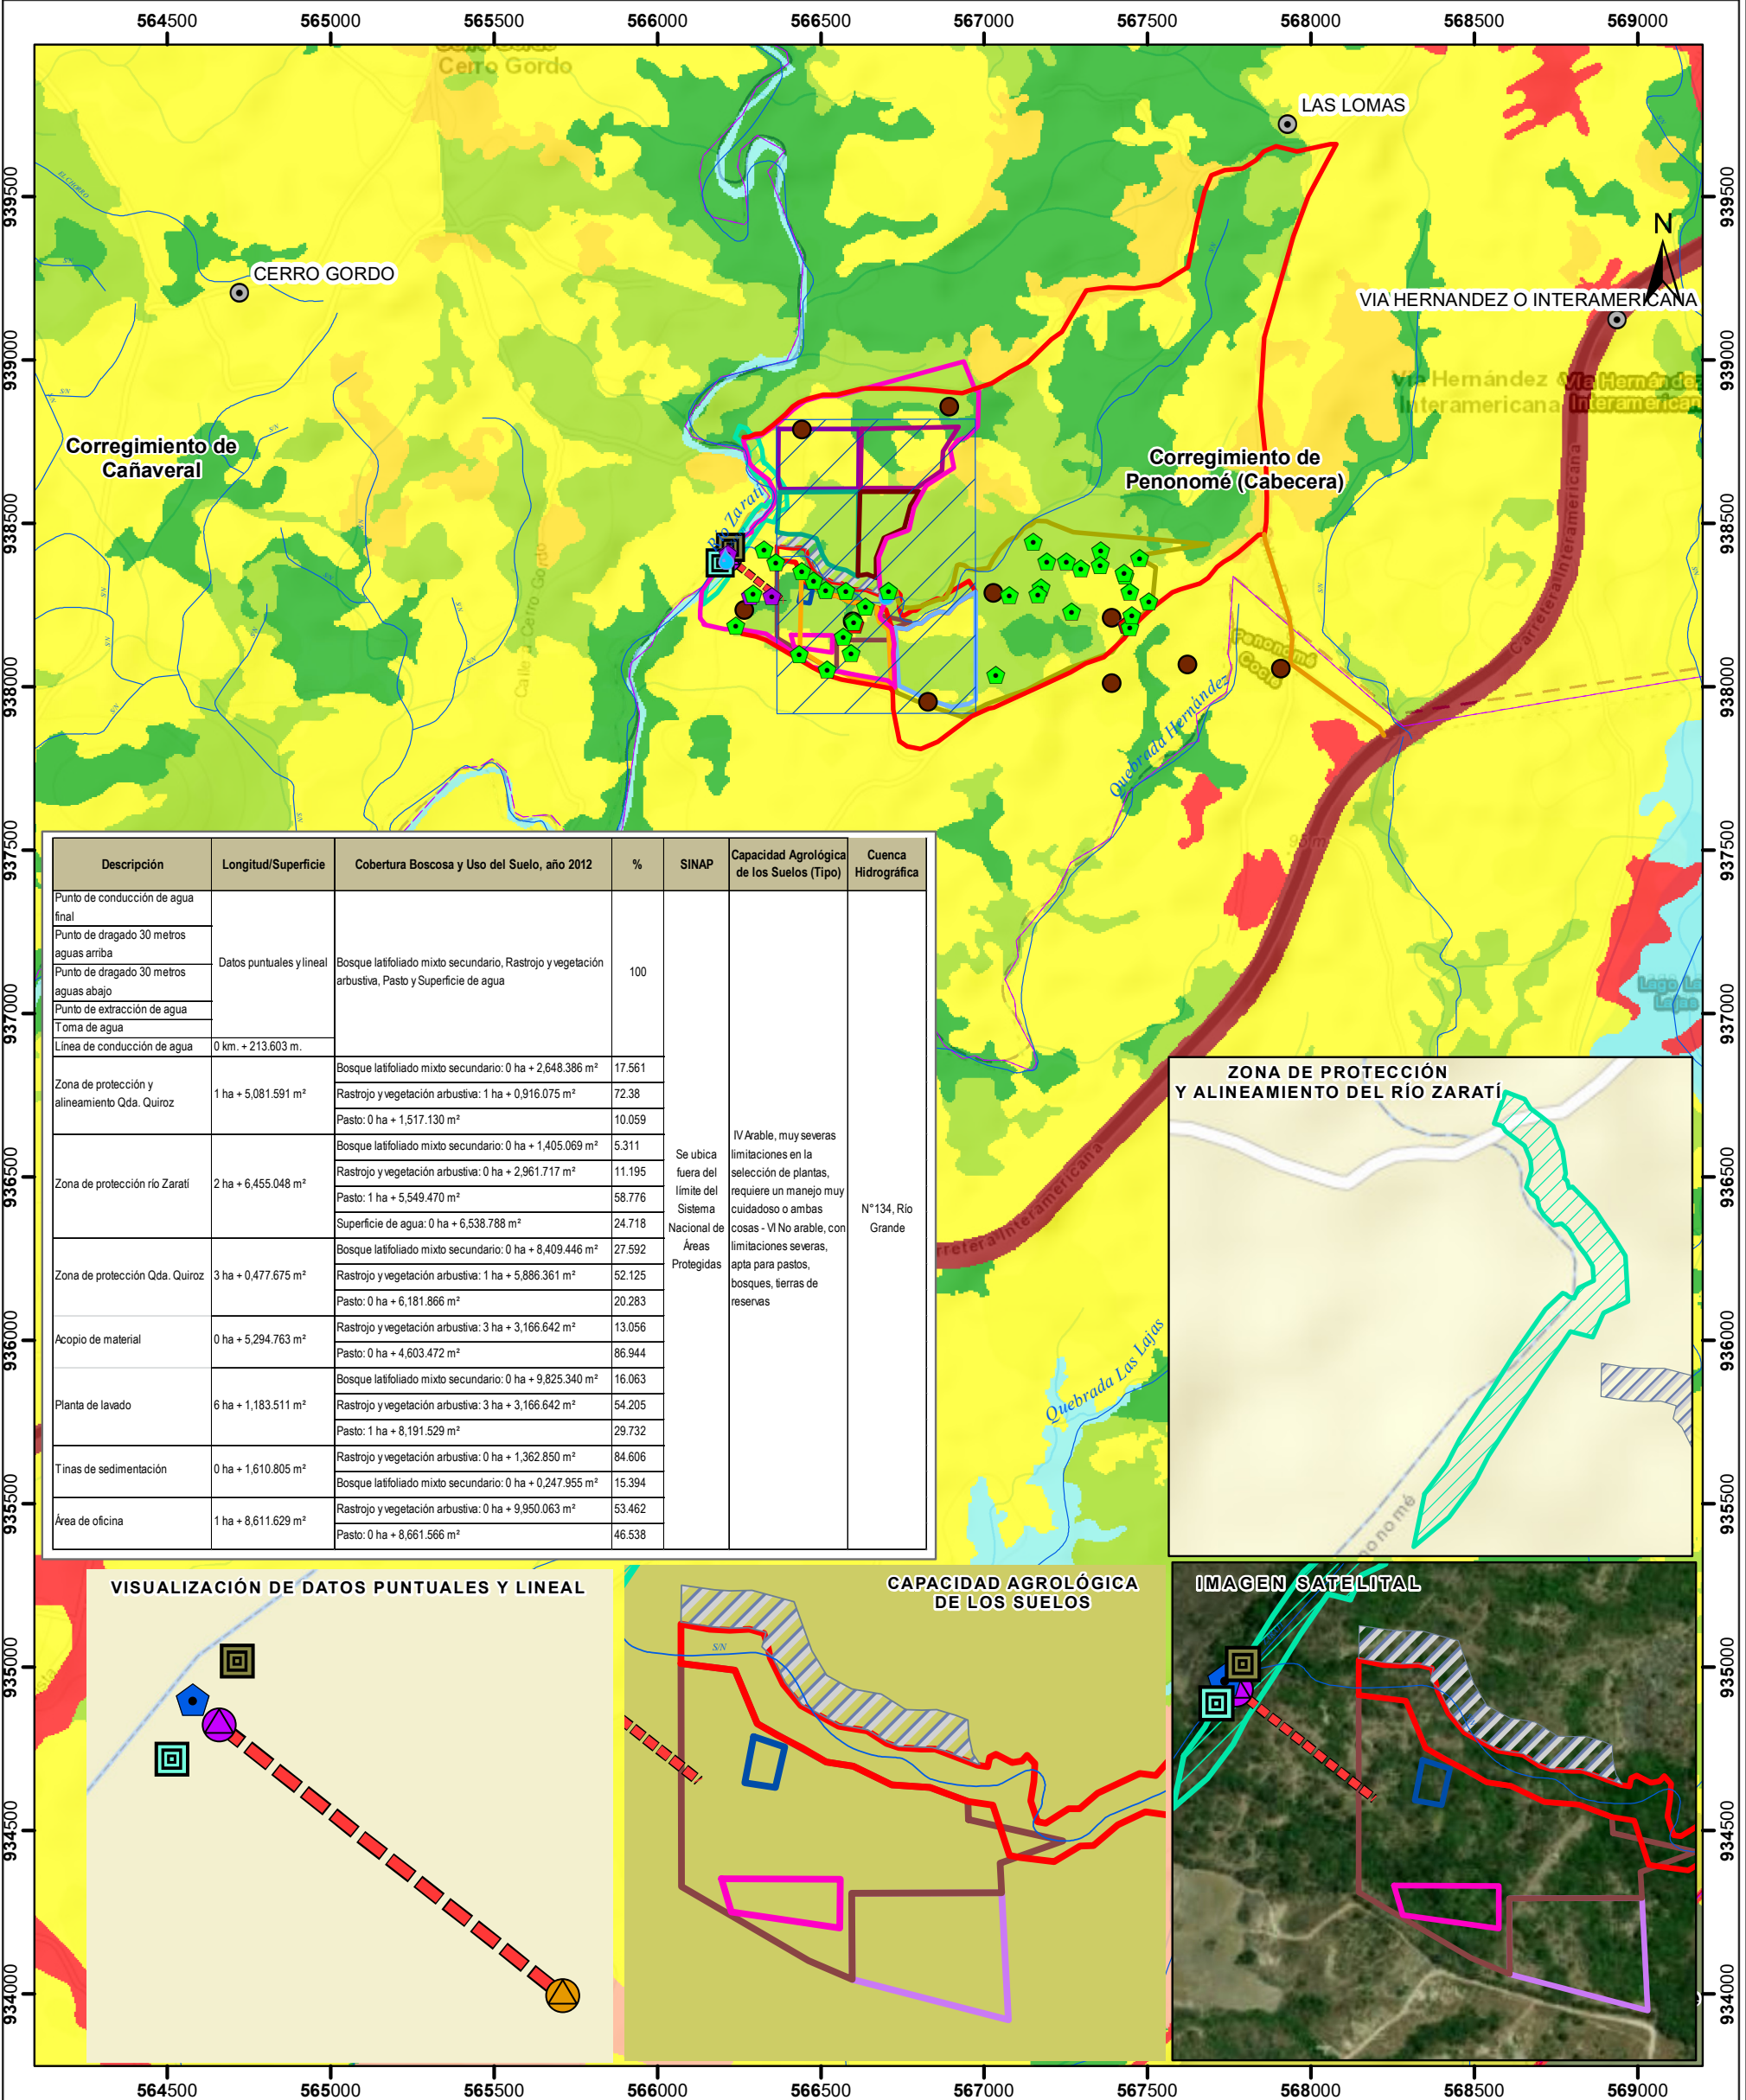 564500 565000 565500 566000 566500 567000 567500 568000 568500 569000
Cerro Gordo
LAS LOMAS
939500
939500
EL CHORRO
S/N
N
CERRO GORDO
VIA HERNANDEZ O INTERAMERICANA
939000
939000
Vía Hernández
Interamericana
Corregimiento de
Cañaveral
Corregimiento de
Penonomé (Cabecera)
Río Zaratí
938500
938500
Calle a Cerro Gordo
Carretera Interamericana
Penonomé
Coclé
938000
938000
Quebrada Hernández
937500
937500
937000
937000
936500
936500
936000
936000
935500
935500
935000
935000
934500
934500
934000
934000
Quebrada Las Lajas
Descripción Longitud/Superficie Cobertura Boscosa y Uso del Suelo, año 2012 % SINAP Capacidad Agrológica de los Suelos (Tipo) Cuenca Hidrográfica
Punto de conducción de agua
final
Punto de dragado 30 metros
aguas arriba
Punto de dragado 30 metros
aguas abajo
Punto de extracción de agua
Toma de agua
Datos puntuales y lineal
Bosque latifoliado mixto secundario, Rastrojo y vegetación
arbustiva, Pasto y Superficie de agua
100
Línea de conducción de agua 0 km. + 213.603 m.
Zona de protección y
alineamiento Qda. Quiroz
1 ha + 5,081.591 m²
Bosque latifoliado mixto secundario: 0 ha + 2,648.386 m² 17.561
Rastrojo y vegetación arbustiva: 1 ha + 0,916.075 m² 72.38
Pasto: 0 ha + 1,517.130 m² 10.059
Zona de protección río Zaratí 2 ha + 6,455.048 m²
Bosque latifoliado mixto secundario: 0 ha + 1,405.069 m² 5.311
Rastrojo y vegetación arbustiva: 0 ha + 2,961.717 m² 11.195
Pasto: 1 ha + 5,549.470 m² 58.776
Superficie de agua: 0 ha + 6,538.788 m² 24.718
Zona de protección Qda. Quiroz 3 ha + 0,477.675 m²
Bosque latifoliado mixto secundario: 0 ha + 8,409.446 m² 27.592
Rastrojo y vegetación arbustiva: 1 ha + 5,886.361 m² 52.125
Pasto: 0 ha + 6,181.866 m² 20.283
Acopio de material 0 ha + 5,294.763 m²
Rastrojo y vegetación arbustiva: 3 ha + 3,166.642 m² 13.056
Pasto: 0 ha + 4,603.472 m² 86.944
Planta de lavado 6 ha + 1,183.511 m²
Bosque latifoliado mixto secundario: 0 ha + 9,825.340 m² 16.063
Rastrojo y vegetación arbustiva: 3 ha + 3,166.642 m² 54.205
Pasto: 1 ha + 8,191.529 m² 29.732
Tinas de sedimentación 0 ha + 1,610.805 m²
Rastrojo y vegetación arbustiva: 0 ha + 1,362.850 m² 84.606
Bosque latifoliado mixto secundario: 0 ha + 0,247.955 m² 15.394
Área de oficina 1 ha + 8,611.629 m²
Rastrojo y vegetación arbustiva: 0 ha + 9,950.063 m² 53.462
Pasto: 0 ha + 8,661.566 m² 46.538
Se ubica
fuera del
límite del
Sistema
Nacional de
Áreas
Protegidas
IV Arable, muy severas
limitaciones en la
selección de plantas,
requiere un manejo muy
cuidadoso o ambas
cosas - VI No arable, con
limitaciones severas,
apta para pastos,
bosques, tierras de
reservas
N°134, Río
Grande
ZONA DE PROTECCIÓN
Y ALINEAMIENTO DEL RÍO ZARATÍ
VISUALIZACIÓN DE DATOS PUNTUALES Y LINEAL
CAPACIDAD AGROLÓGICA
DE LOS SUELOS
S/N
IMAGEN SATELITAL
564500 565000 565500 566000 566500 567000 567500 568000 568500 569000